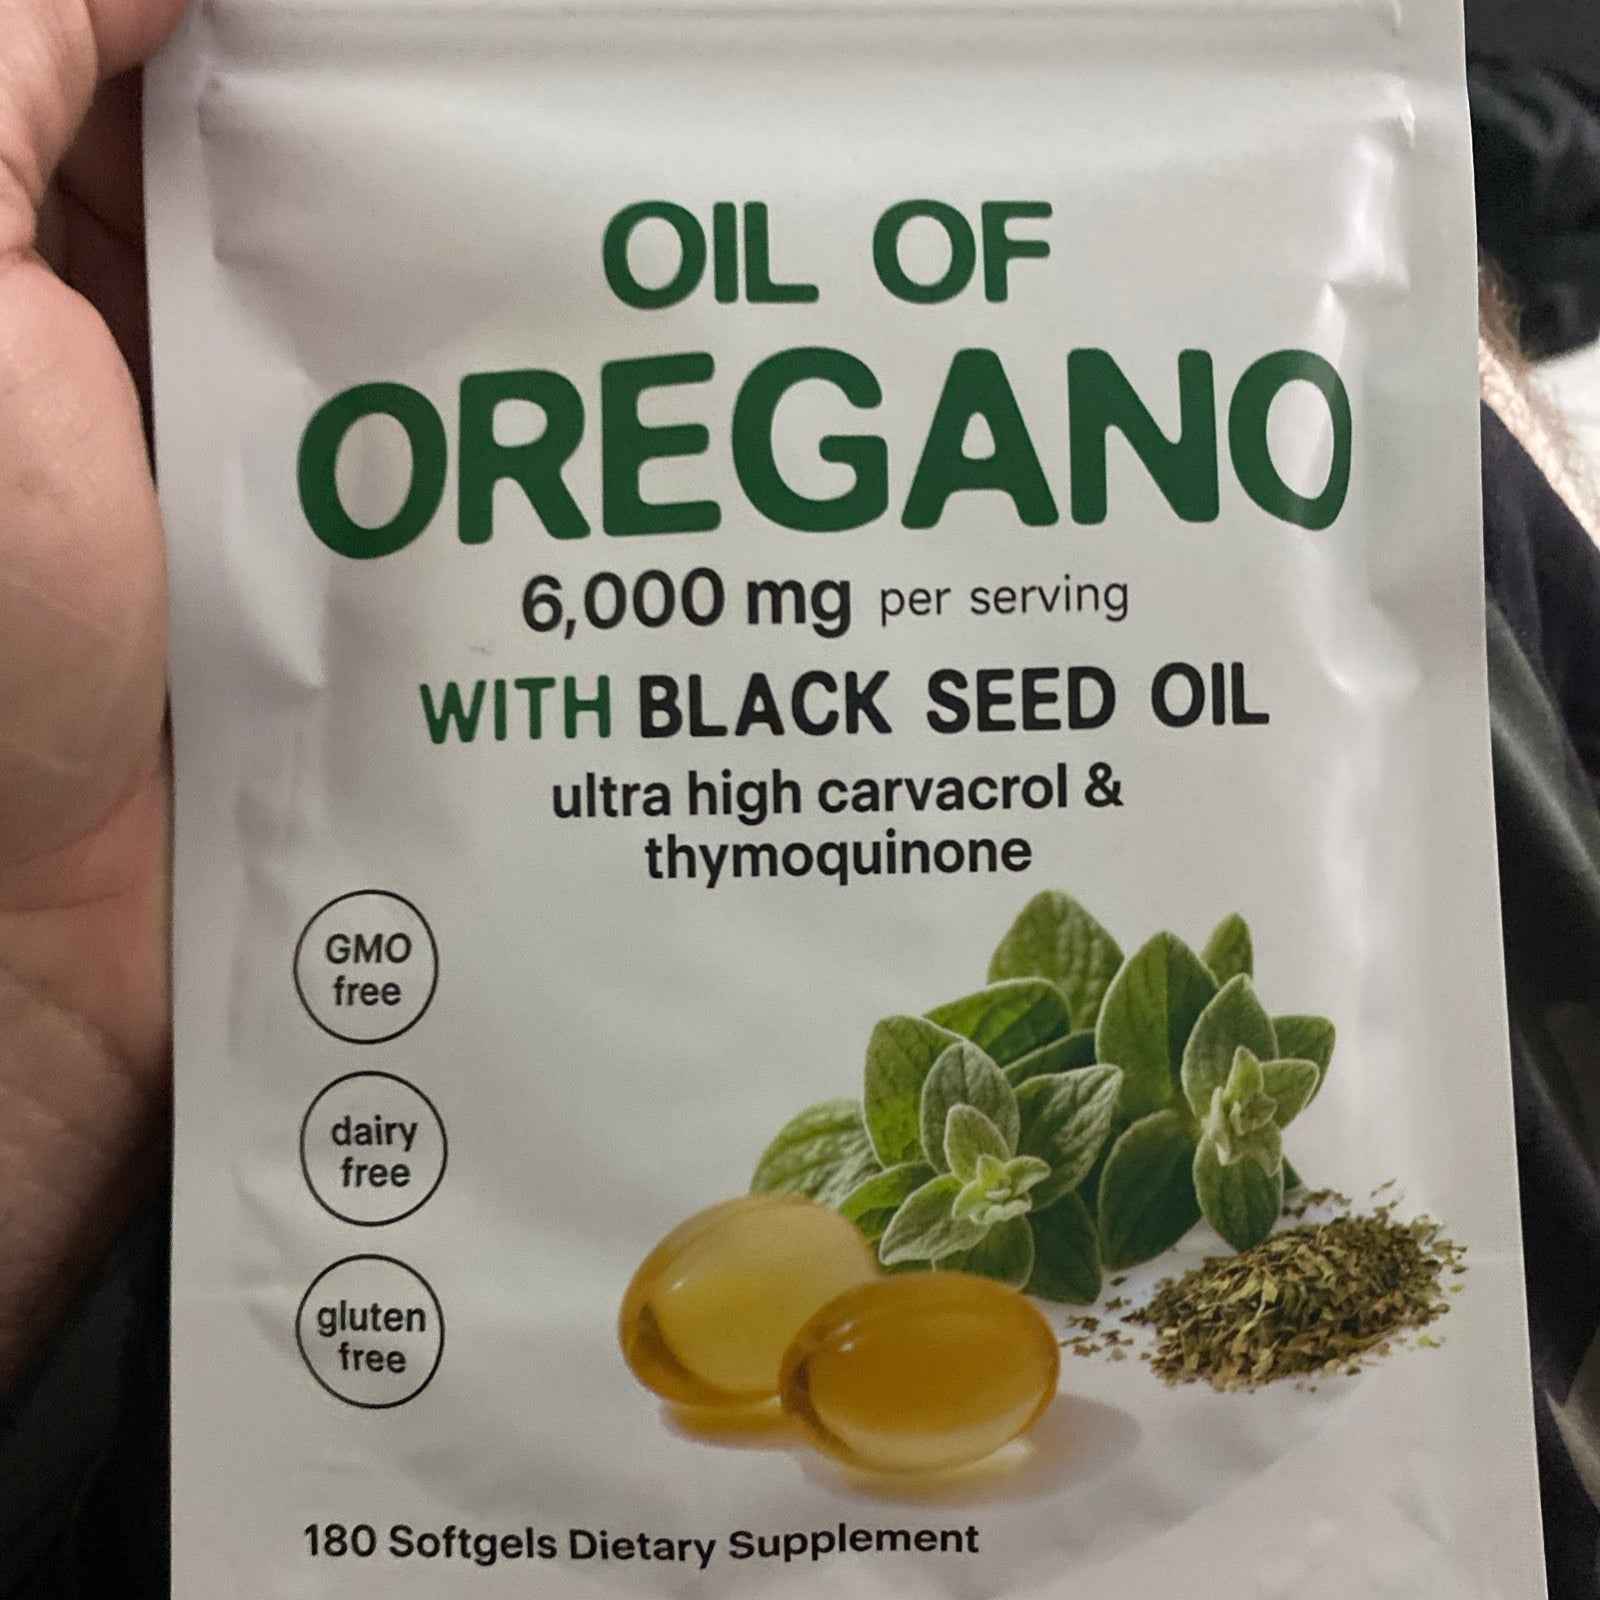 OIL OF
OREGANO
6,000 mg per serving
WITH BLACK SEED OIL
ultra high carvacrol &
thymoquinone
GMO
free
dairy
free
gluten
free
180 Softgels Dietary Supplement